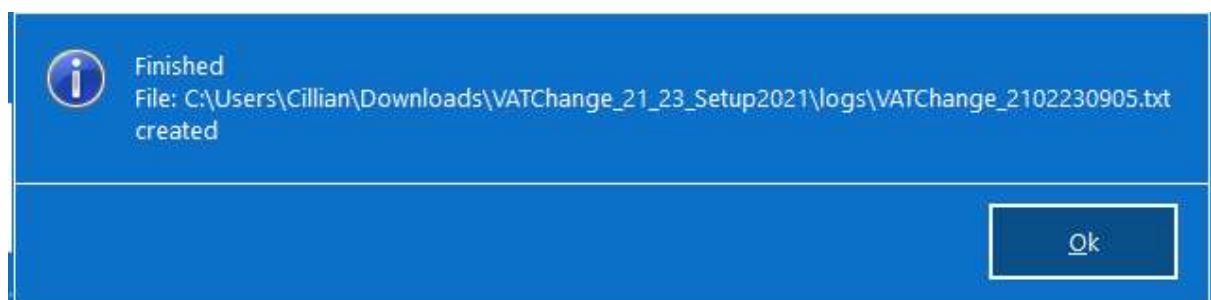 Finished
File: C:\Users\Cillian\Downloads\VATChange_21_23_Setup2021\logs\VATChange_2102230905.txt
created
Ok